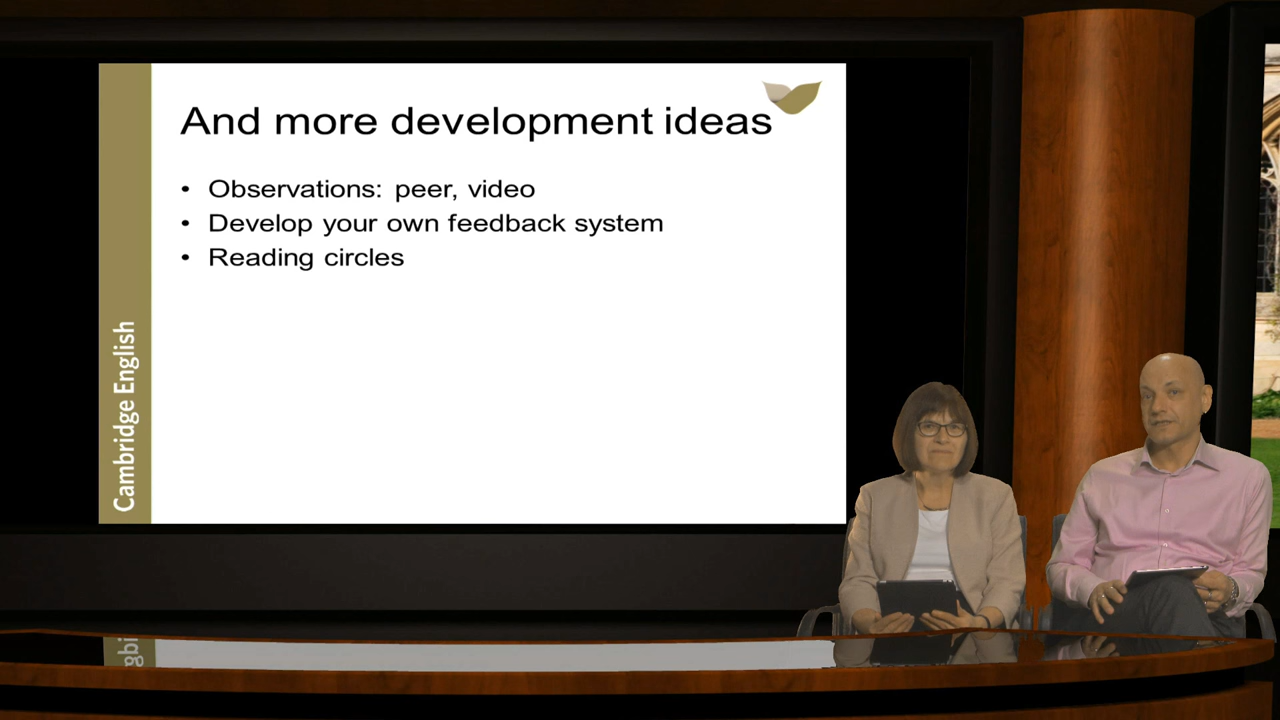 And more development ideas
• Observations: peer, video
• Develop your own feedback system
• Reading circles
Cambridge English